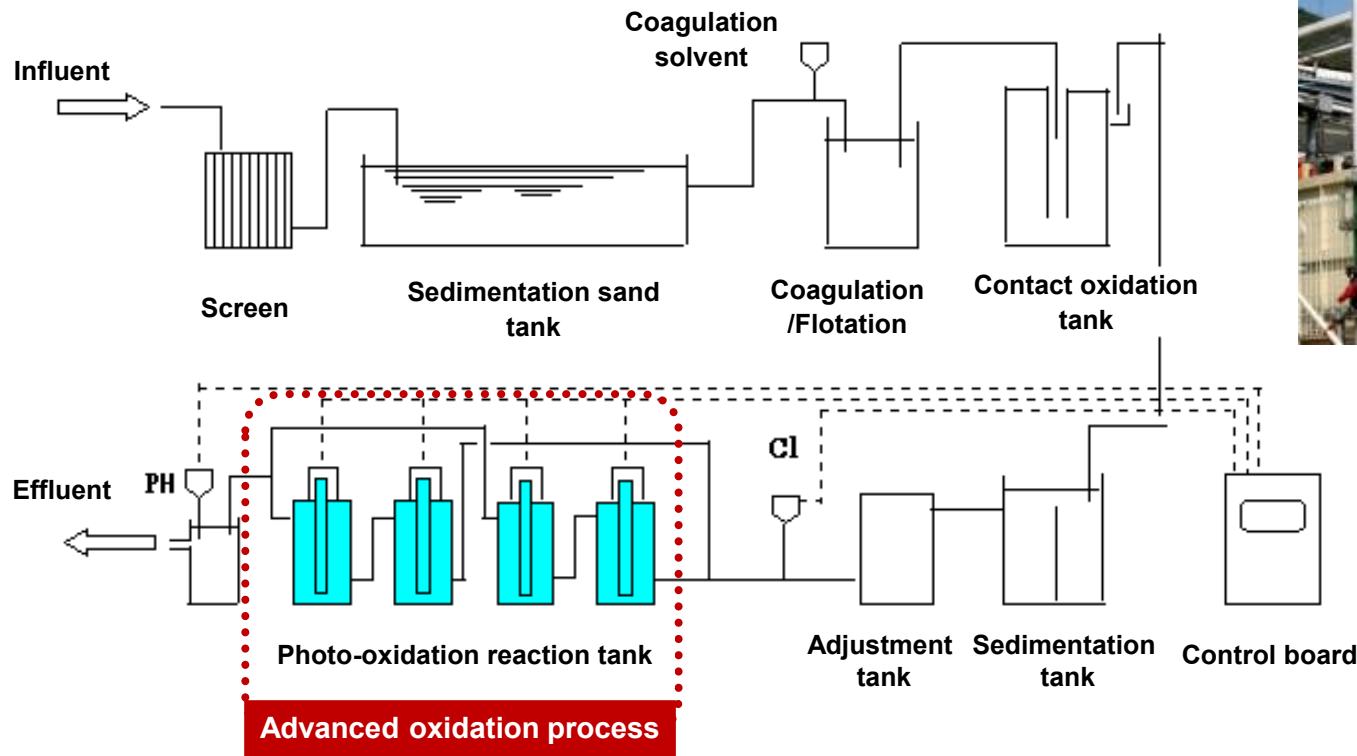 Influent
Coagulation
solvent
Screen
Sedimentation sand
tank
Coagulation
/Flotation
Contact oxidation
tank
Effluent
PH
Cl
Photo-oxidation reaction tank
Adjustment
tank
Sedimentation
tank
Control board
Advanced oxidation process